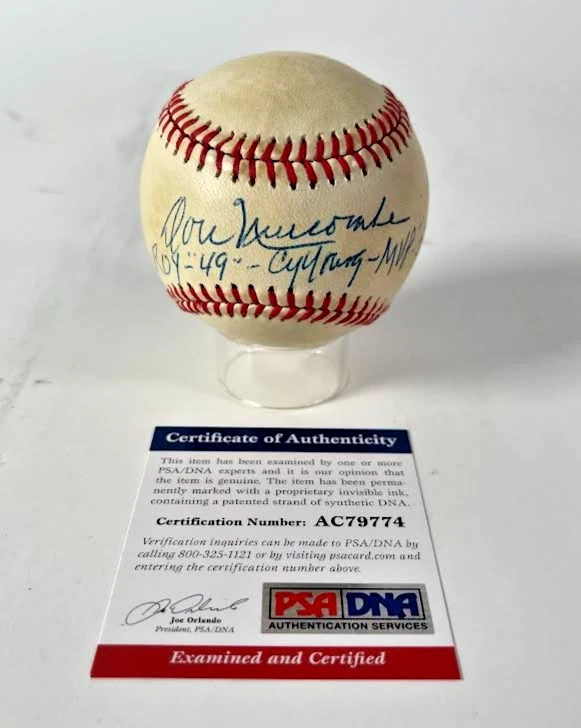 Don Newcombe
ROY "49" - Cy Young - MVP
Certificate of Authenticity
This item has been examined by one or more
PSA/DNA experts and it is our opinion that
the item is genuine. The item has been perma-
nently marked with a proprietary invisible ink,
containing a patented strand of synthetic DNA.
Certification Number: AC79774
Verification inquiries can be made to PSA/DNA by
calling 800-325-1121 or by visiting psacard.com and
entering the certification number above.
Joe Orlando
President, PSA/DNA
PSA DNA
AUTHENTICATION SERVICES
Examined and Certified